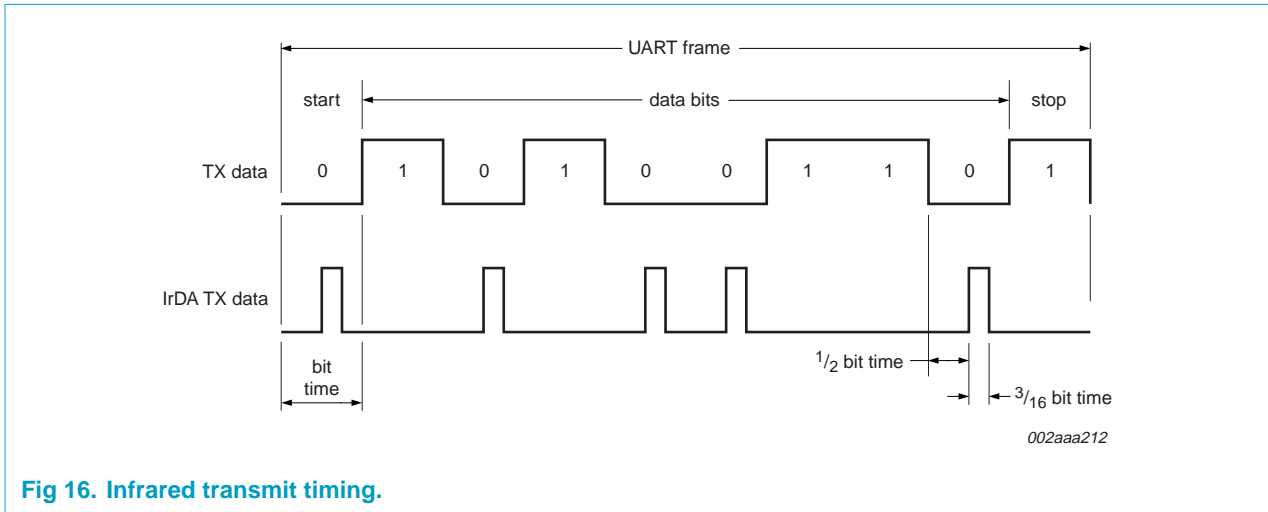 UART frame
start data bits stop
TX data 0 1 0 1 0 0 1 1 0 1
IrDA TX data
bit
time
1/2 bit time
3/16 bit time
002aaa212
Fig 16. Infrared transmit timing.